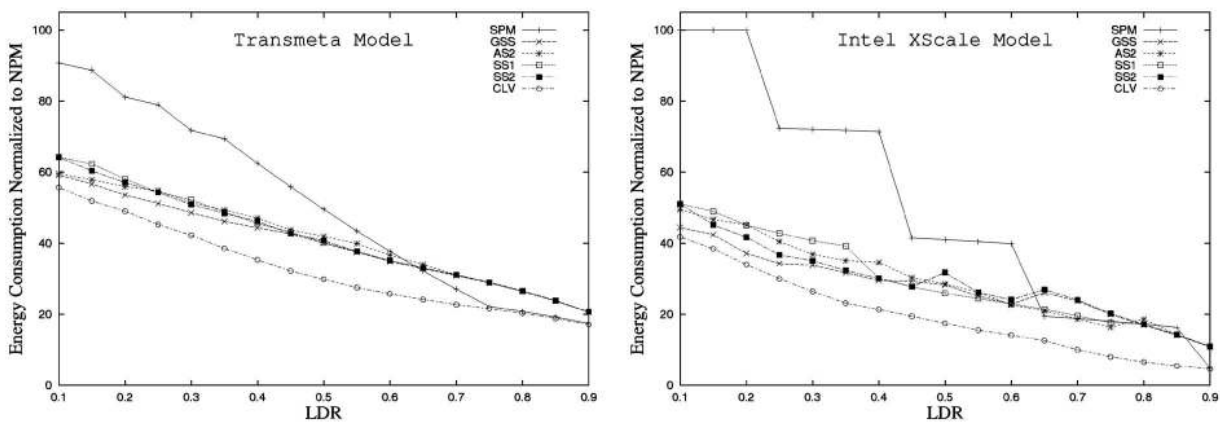 Energy Consumption Normalized to NPM
100
80
60
40
20
0
Transmeta Model
SPM
GSS
AS2
SS1
SS2
CLV
0.1 0.2 0.3 0.4 0.5 0.6 0.7 0.8 0.9
LDR
Energy Consumption Normalized to NPM
100
80
60
40
20
0
Intel XScale Model
SPM
GSS
AS2
SS1
SS2
CLV
0.1 0.2 0.3 0.4 0.5 0.6 0.7 0.8 0.9
LDR